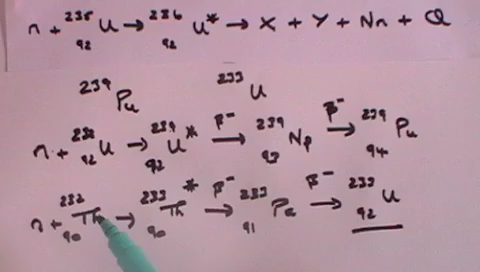 n + ²³⁵₉₂U → ²³⁶₉₂U* → X + Y + Nn + Q
²³⁹Pu ²³³U
n + ²³⁸₉₂U → ²³⁹₉₂U* β⁻→ ²³⁹₉₃Np β⁻→ ²³⁹₉₄Pu
n + ²³²₉₀Th → ²³³₉₀Th* β⁻→ ²³³₉₁Pa β⁻→ ²³³₉₂U